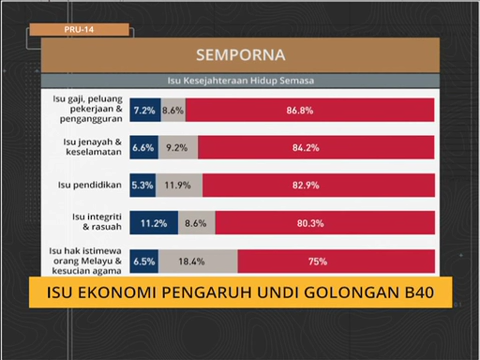 PRU-14
SEMPORNA
Isu Kesejahteraan Hidup Semasa
Isu gaji, peluang
pekerjaan &
pengangguran
7.2% 8.6% 86.8%
Isu jenayah &
keselamatan
6.6% 9.2% 84.2%
Isu pendidikan
5.3% 11.9% 82.9%
Isu integriti
& rasuah
11.2% 8.6% 80.3%
Isu hak istimewa
orang Melayu &
kesucian agama
6.5% 18.4% 75%
ISU EKONOMI PENGARUH UNDI GOLONGAN B40